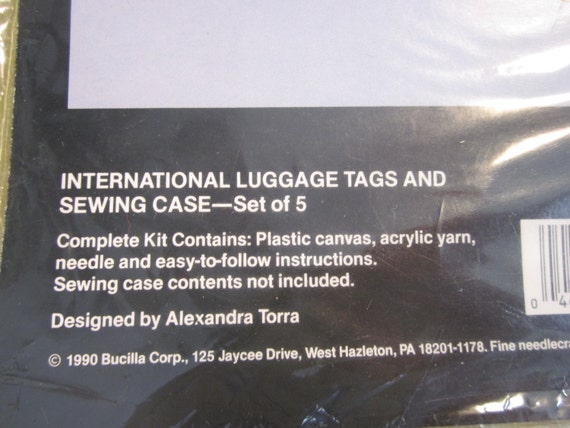 INTERNATIONAL LUGGAGE TAGS AND
SEWING CASE—Set of 5
Complete Kit Contains: Plastic canvas, acrylic yarn,
needle and easy-to-follow instructions.
Sewing case contents not included.
Designed by Alexandra Torra
0
© 1990 Bucilla Corp., 125 Jaycee Drive, West Hazleton, PA 18201-1178. Fine